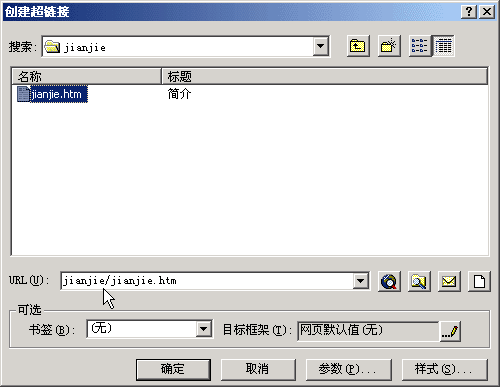 创建超链接
搜索: jianjie
名称 标题
jianjie.htm 简介
URL(U): jianjie/jianjie.htm
可选
书签(B): (无) 目标框架(T): 网页默认值(无)
确定 取消 参数(P)... 样式(S)...